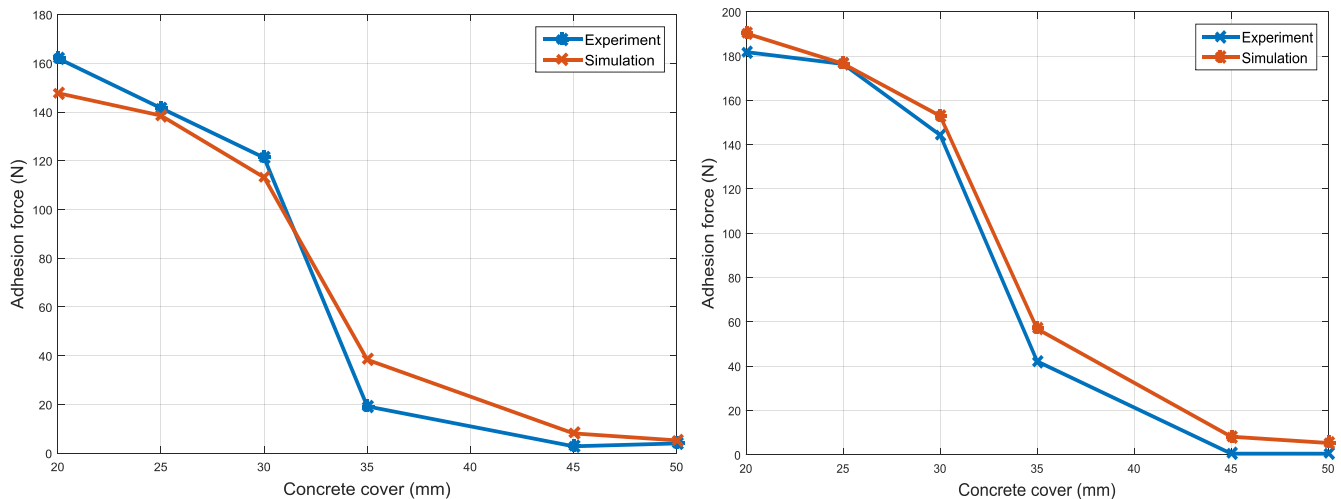 180
160
140
120
100
80
60
40
20
0
Adhesion force (N)
20 25 30 35 40 45 50
Concrete cover (mm)
Experiment
Simulation
200
180
160
140
120
100
80
60
40
20
0
Adhesion force (N)
20 25 30 35 40 45 50
Concrete cover (mm)
Experiment
Simulation